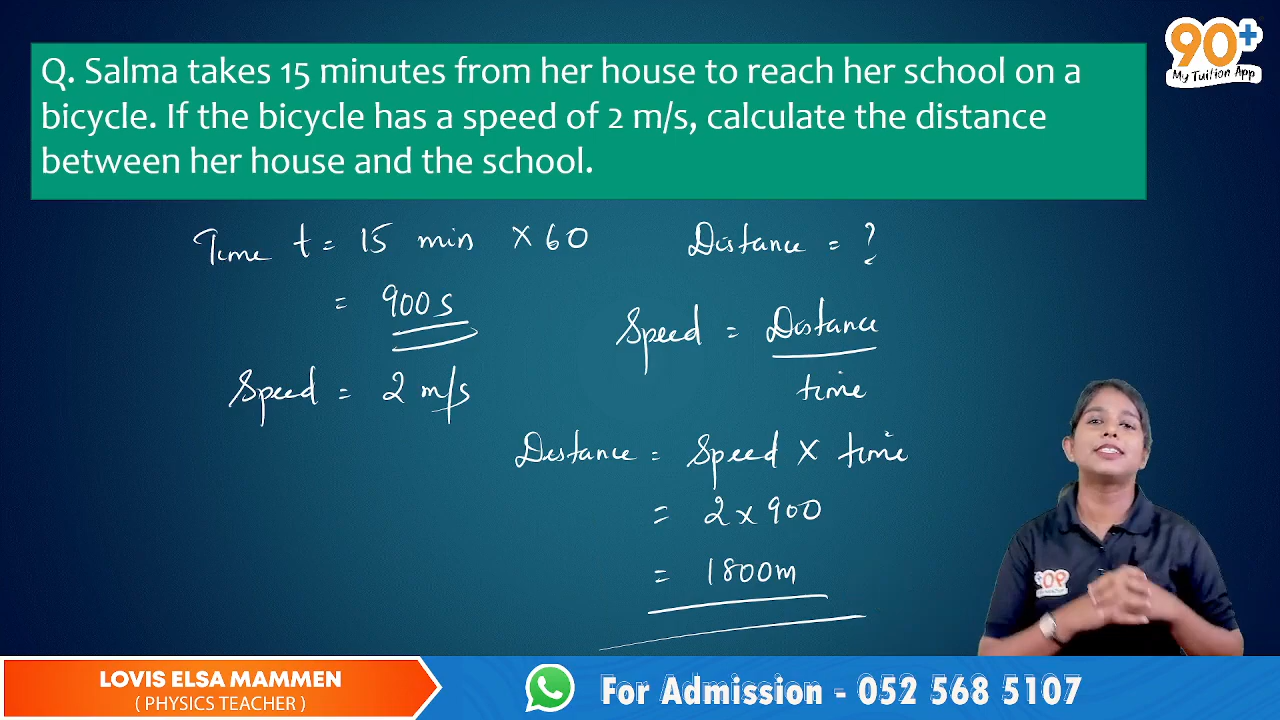 90+
My Tuition App
Q. Salma takes 15 minutes from her house to reach her school on a
bicycle. If the bicycle has a speed of 2 m/s, calculate the distance
between her house and the school.
Time t = 15 min × 60
= 900 s
Speed = 2 m/s
Distance = ?
Speed = Distance
time
Distance = Speed × time
= 2 × 900
= 1800m
LOVIS ELSA MAMMEN
( PHYSICS TEACHER )
For Admission - 052 568 5107